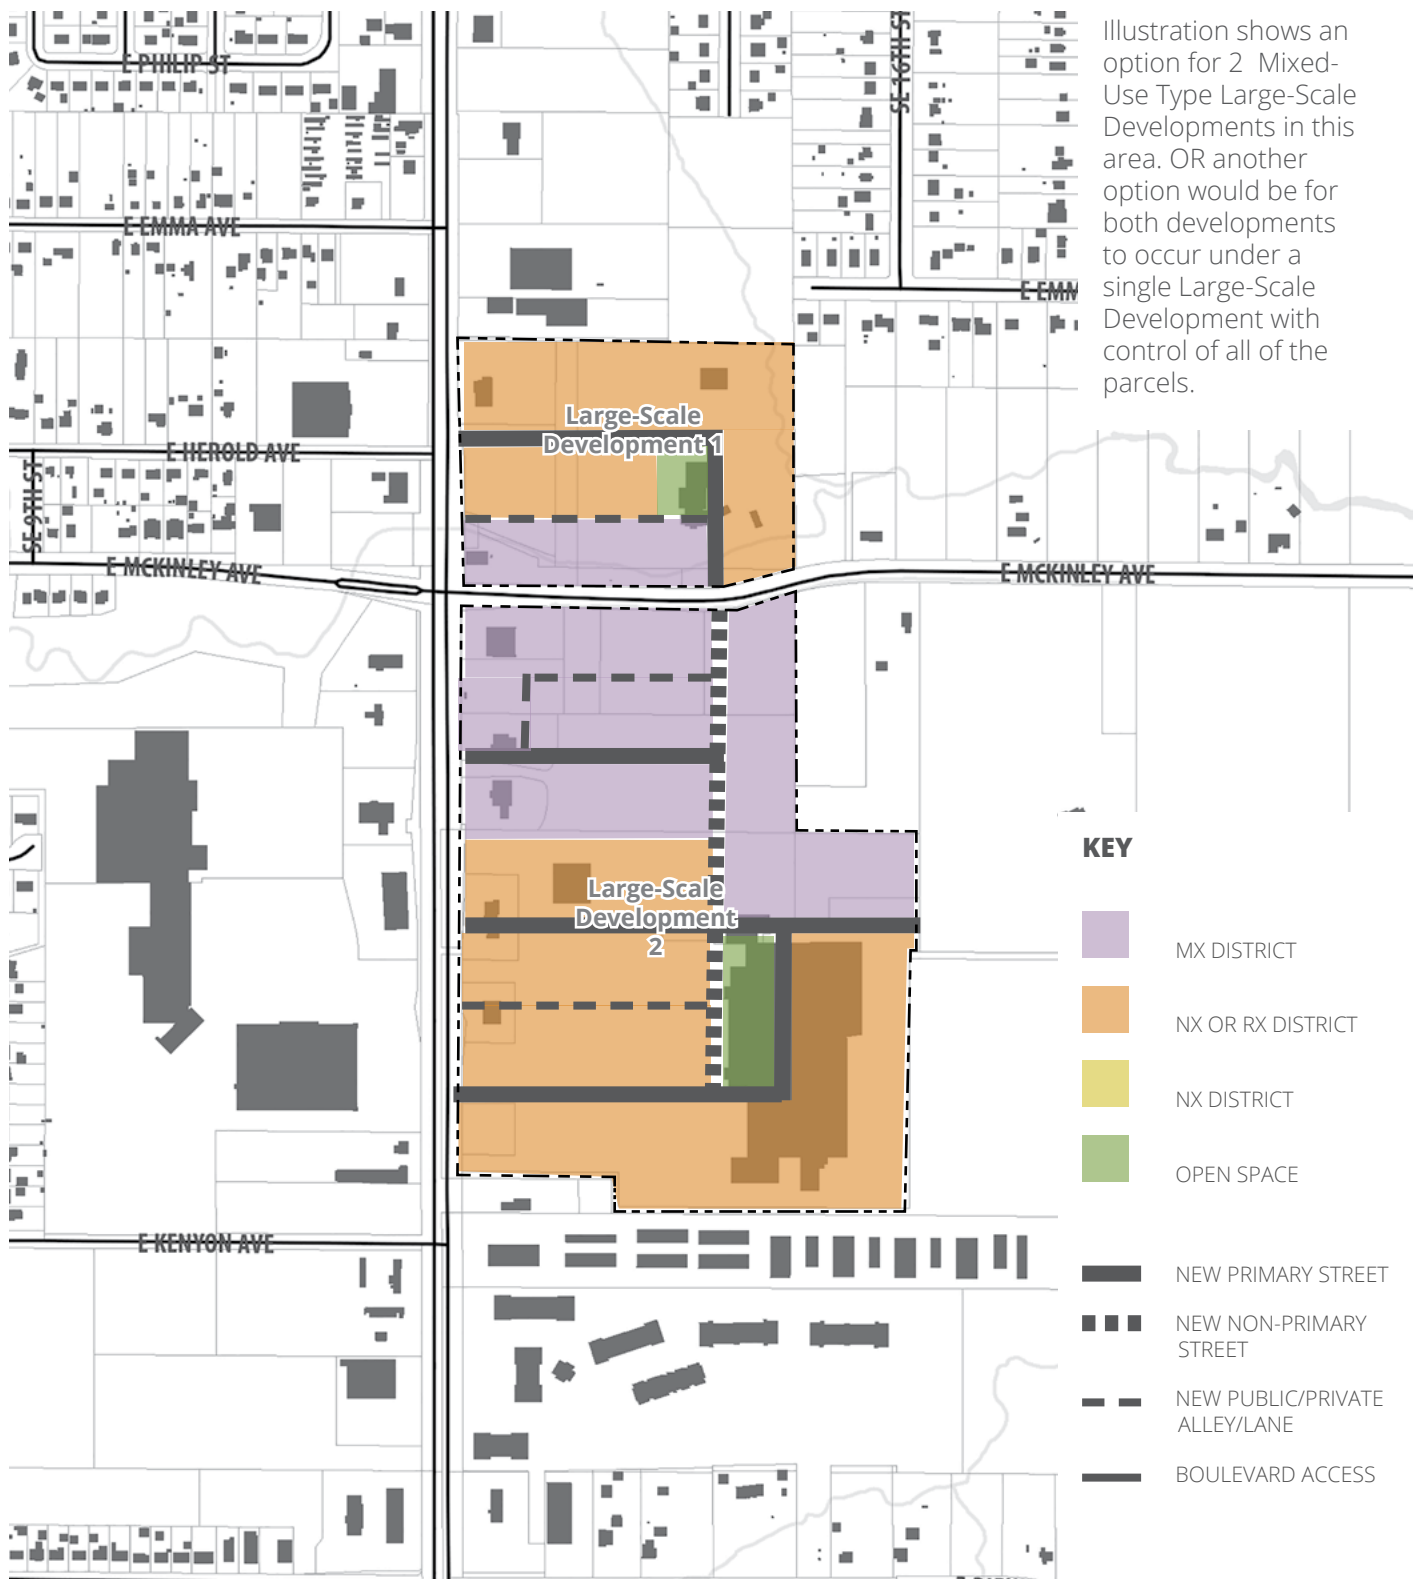 Illustration shows an
option for 2 Mixed-
Use Type Large-Scale
Developments in this
area. OR another
option would be for
both developments
to occur under a
single Large-Scale
Development with
control of all of the
parcels.
E PHILIP ST
SE 16TH ST
E EMMA AVE
E EMM
Large-Scale
Development 1
E HEROLD AVE
SE 9TH ST
E MCKINLEY AVE
E MCKINLEY AVE
Large-Scale
Development
2
E KENYON AVE
KEY
MX DISTRICT
NX OR RX DISTRICT
NX DISTRICT
OPEN SPACE
NEW PRIMARY STREET
NEW NON-PRIMARY
STREET
NEW PUBLIC/PRIVATE
ALLEY/LANE
BOULEVARD ACCESS